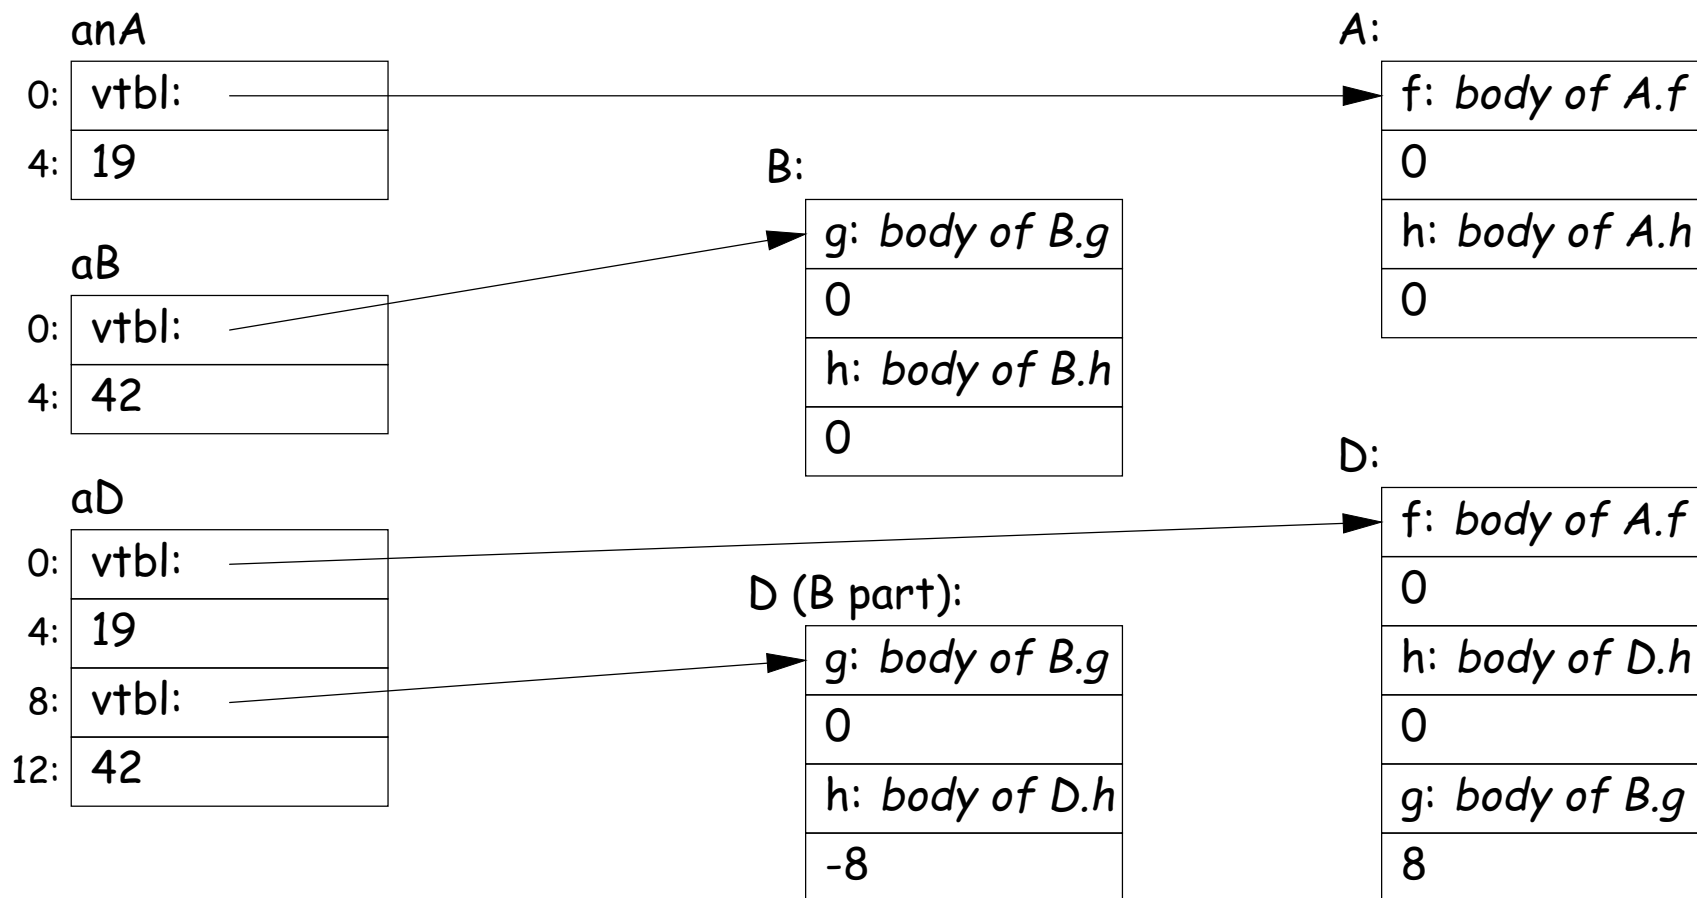 anA
0: vtbl:
4: 19
aB
0: vtbl:
4: 42
aD
0: vtbl:
4: 19
8: vtbl:
12: 42
B:
g: body of B.g
0
h: body of B.h
0
D (B part):
g: body of B.g
0
h: body of D.h
-8
A:
f: body of A.f
0
h: body of A.h
0
D:
f: body of A.f
0
h: body of D.h
0
g: body of B.g
8